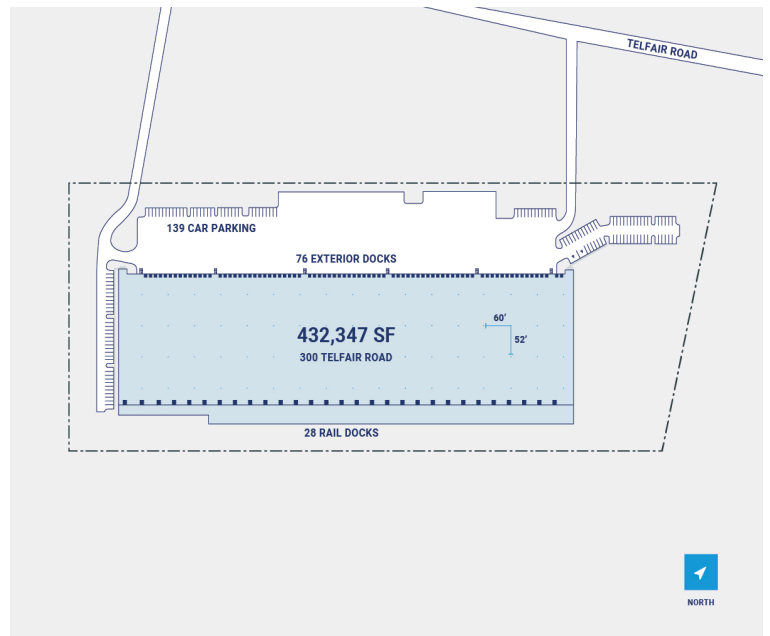 TELFAIR ROAD
139 CAR PARKING
76 EXTERIOR DOCKS
432,347 SF
300 TELFAIR ROAD
60'
52'
28 RAIL DOCKS
NORTH